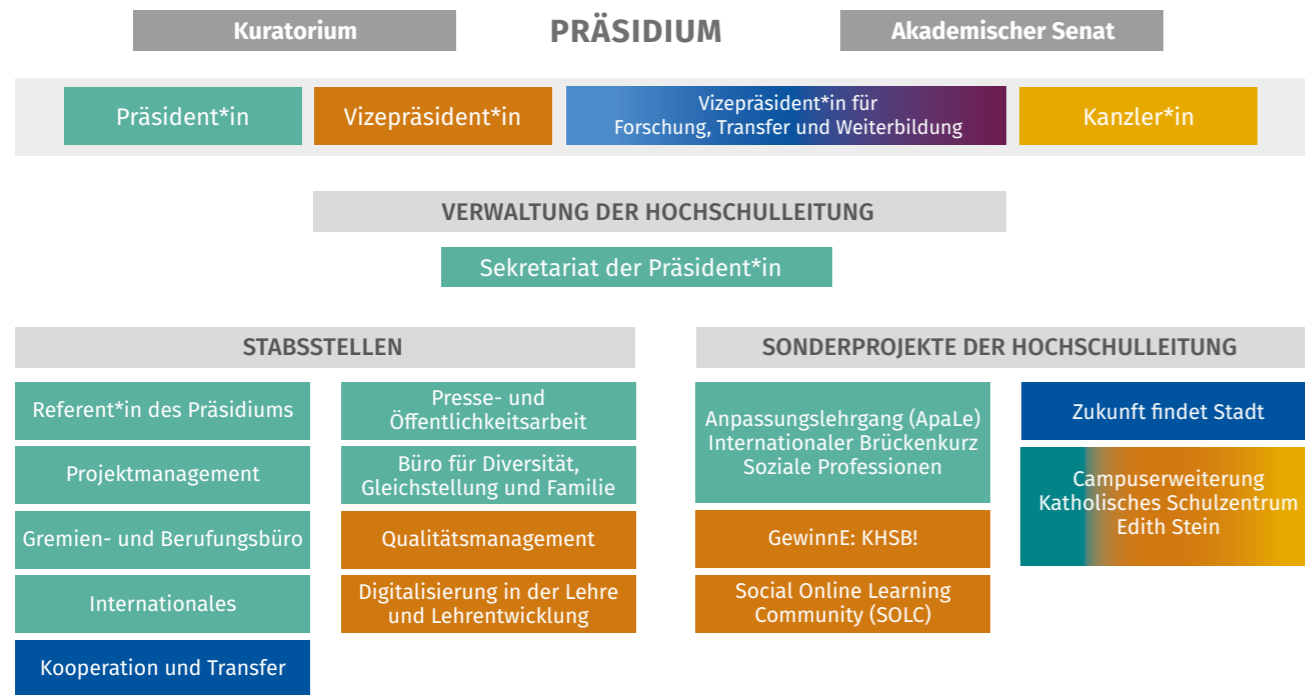 Kuratorium
PRÄSIDIUM
Akademischer Senat
Präsident*in
Vizepräsident*in
Vizepräsident*in für
Forschung, Transfer und Weiterbildung
Kanzler*in
VERWALTUNG DER HOCHSCHULLEITUNG
Sekretariat der Präsident*in
STABSSTELLEN
Referent*in des Präsidiums
Projektmanagement
Gremien- und Berufungsbüro
Internationales
Kooperation und Transfer
Presse- und
Öffentlichkeitsarbeit
Büro für Diversität,
Gleichstellung und Familie
Qualitätsmanagement
Digitalisierung in der Lehre
und Lehrentwicklung
SONDERPROJEKTE DER HOCHSCHULLEITUNG
Anpassungslehrgang (ApaLe)
Internationaler Brückenkurz
Soziale Professionen
GewinnE: KHSB!
Social Online Learning
Community (SOLC)
Zukunft findet Stadt
Campuserweiterung
Katholisches Schulzentrum
Edith Stein